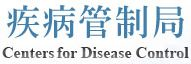 疾病管制局
Centers for Disease Control